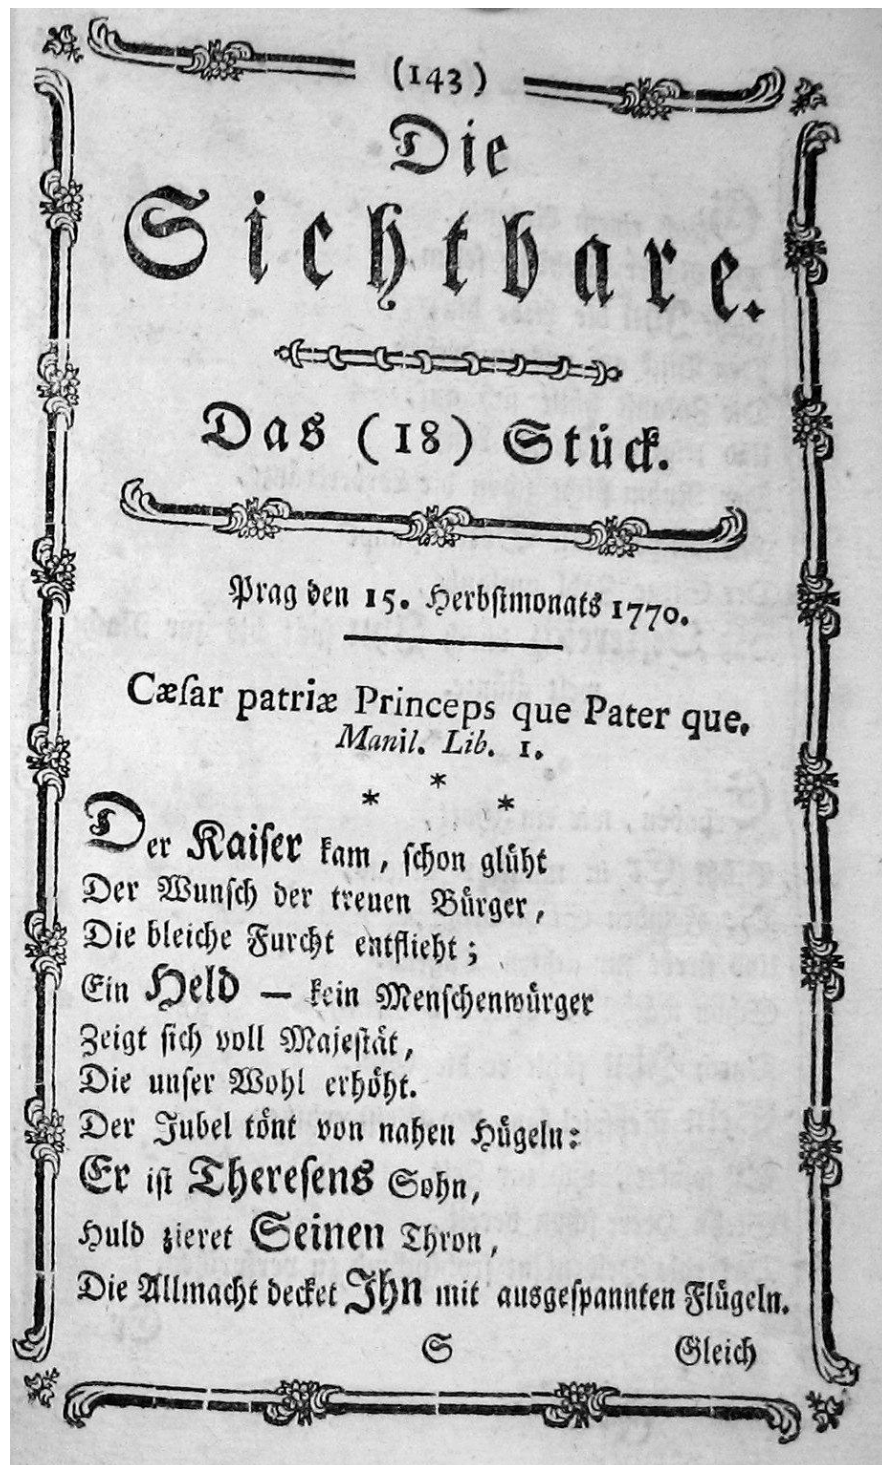 (143)
Die
Sichtbare.
Das (18) Stück.
Prag den 15. Herbſtmonats 1770.
Cæſar patriæ Princeps que Pater que.
Manil. Lib. 1.
* * *
Der Kaiſer kam, ſchon glüht
Der Wunſch der treuen Bürger,
Die bleiche Furcht entflieht;
Ein Held — kein Menſchenwürger
Zeigt ſich voll Majeſtät,
Die unſer Wohl erhöht.
Der Jubel tönt von nahen Hügeln:
Er iſt Thereſens Sohn,
Huld zieret Seinen Thron,
Die Allmacht decket Ihn mit ausgeſpannten Flügeln.
S Gleich